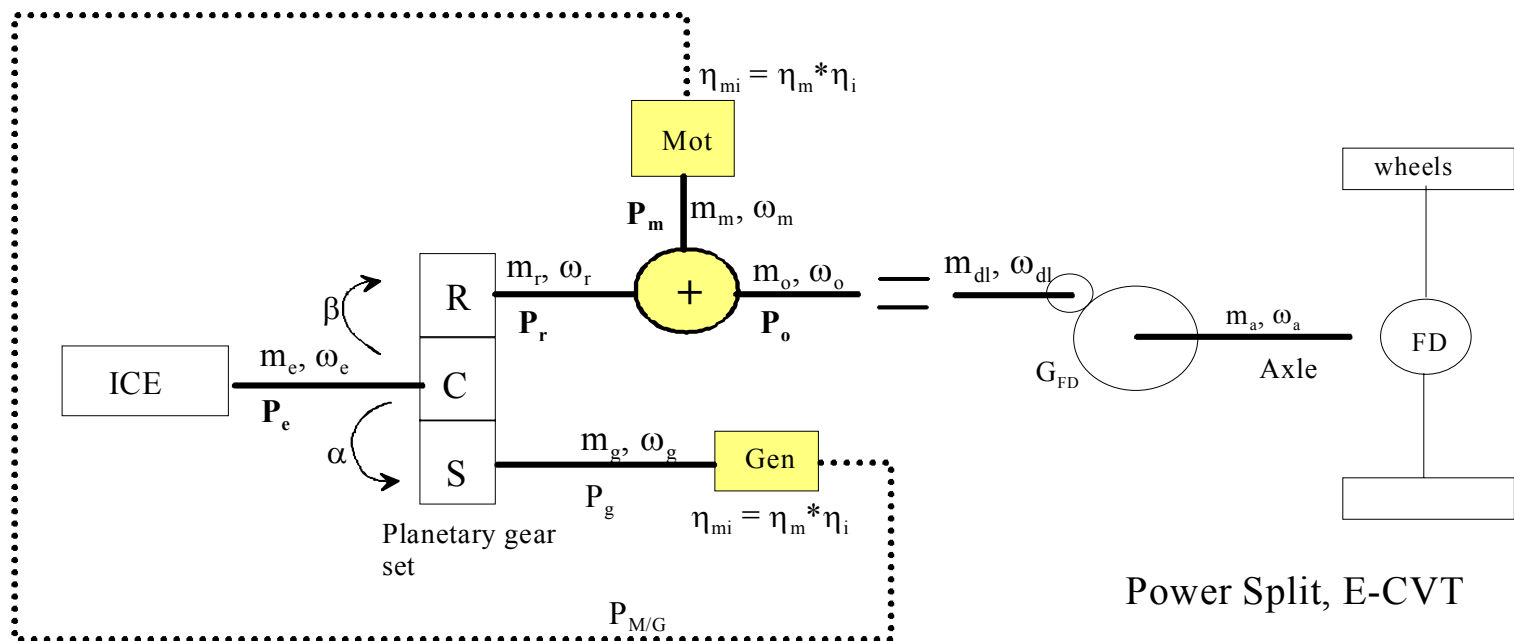 η_mi = η_m*η_i
Mot
wheels
P_m
m_m, ω_m
m_r, ω_r
m_o, ω_o
m_dl, ω_dl
R
+
β
P_r
P_o
m_a, ω_a
FD
m_e, ω_e
G_FD
Axle
ICE
C
P_e
α
m_g, ω_g
Gen
S
P_g
η_mi = η_m*η_i
Planetary gear
set
Power Split, E-CVT
P_M/G